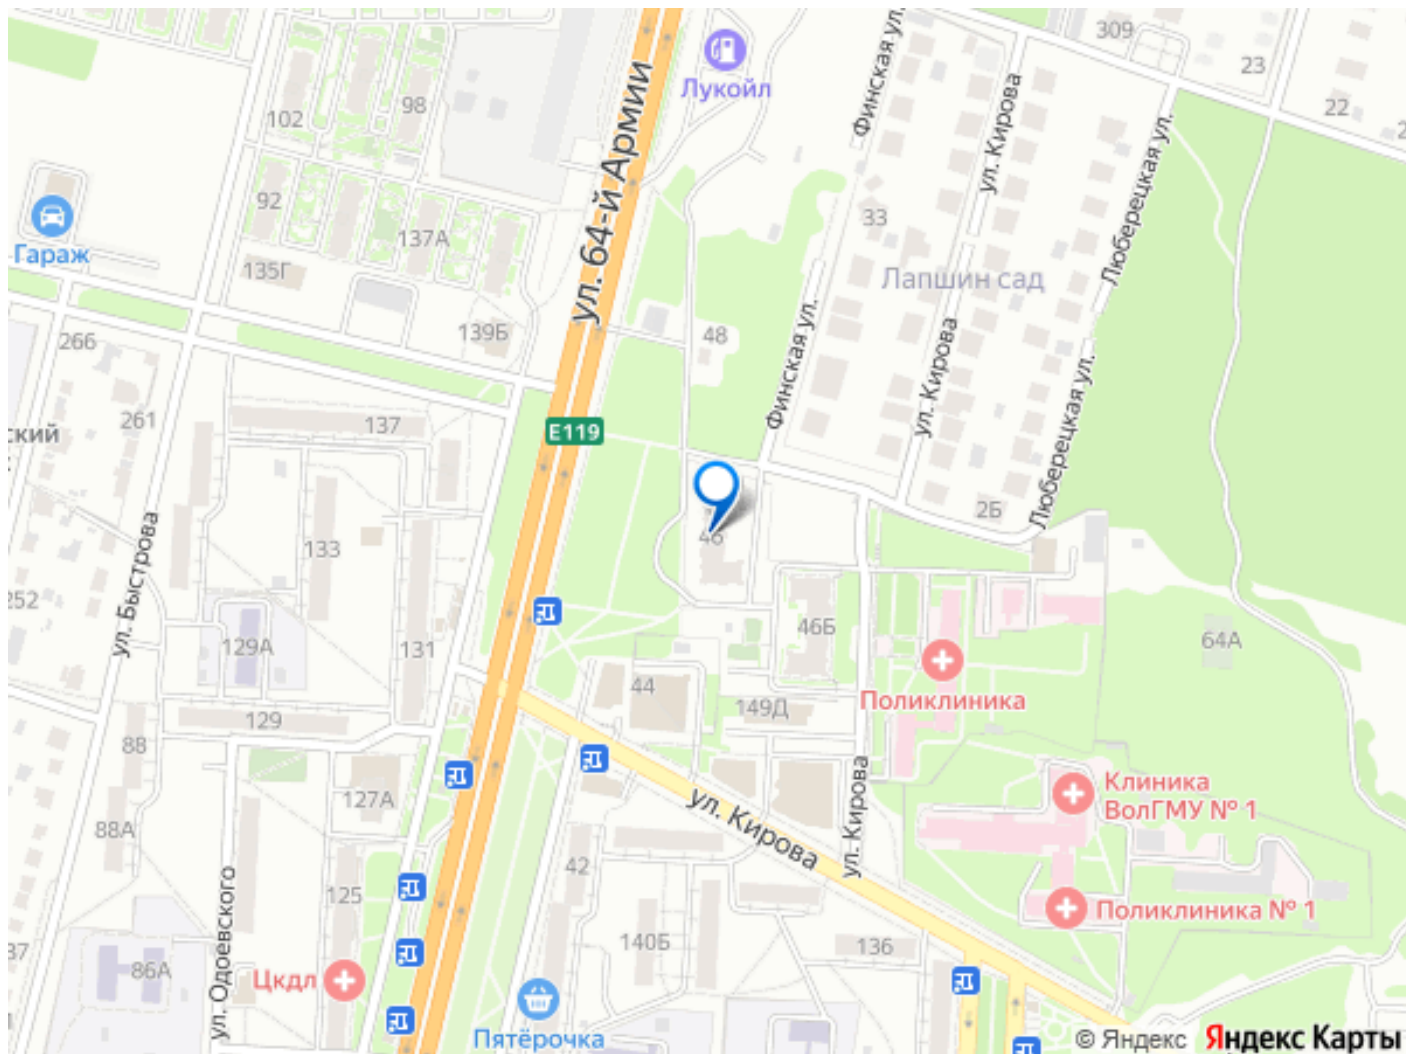 309
Лукойл
23
98
102
22
ул. 64-й Армии
Финская ул.
ул. Кирова
Люберецкая ул.
92
33
137А
Гараж
135Г
Лапшин сад
266
139Б
48
Финская ул.
ул. Кирова
Люберецкая ул.
261
137
ский
Е119
2Б
46
133
ул. Быстрова
252
46Б
64А
129А
131
Поликлиника
44
149Д
129
88
Клиника
ВолГМУ № 1
127А
ул. Кирова
ул. Кирова
88А
42
125
Поликлиника № 1
140Б
136
37
86А
ул. Одоевского
Цкдл
Пятёрочка
© Яндекс Яндекс Карты